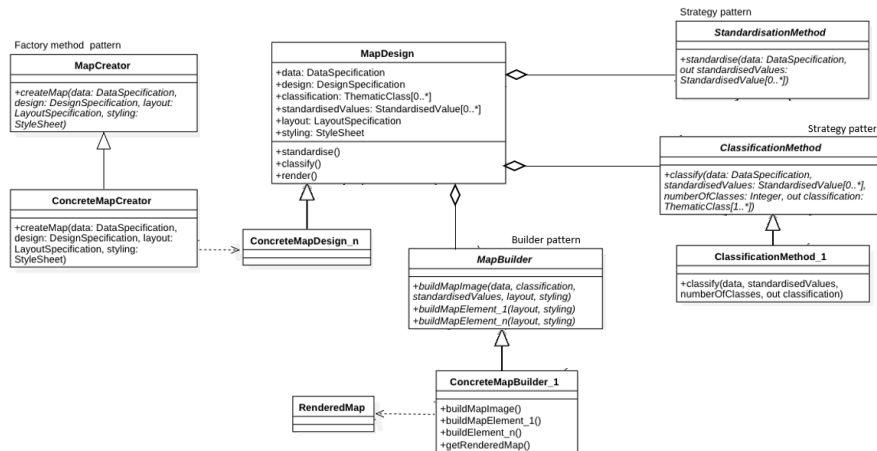 Factory method pattern
MapCreator
+createMap(data: DataSpecification,
design: DesignSpecification, layout:
LayoutSpecification, styling:
StyleSheet)
ConcreteMapCreator
+createMap(data: DataSpecification,
design: DesignSpecification, layout:
LayoutSpecification, styling:
StyleSheet)
MapDesign
+data: DataSpecification
+design: DesignSpecification
+classification: ThematicClass[0..*]
+standardisedValues: StandardisedValue[0..*]
+layout: LayoutSpecification
+styling: StyleSheet
+standardise()
+classify()
+render()
ConcreteMapDesign_n
Strategy pattern
StandardisationMethod
+standardise(data: DataSpecification,
out standardisedValues:
StandardisedValue[0..*])
Strategy pattern
ClassificationMethod
+classify(data: DataSpecification,
standardisedValues: StandardisedValue[0..*],
numberOfClasses: Integer, out classification:
ThematicClass[1..*])
ClassificationMethod_1
+classify(data, standardisedValues,
numberOfClasses, out classification)
Builder pattern
MapBuilder
+buildMapImage(data, classification,
standardisedValues, layout, styling)
+buildMapElement_1(layout, styling)
+buildMapElement_n(layout, styling)
ConcreteMapBuilder_1
+buildMapImage()
+buildMapElement_1()
+buildElement_n()
+getRenderedMap()
RenderedMap